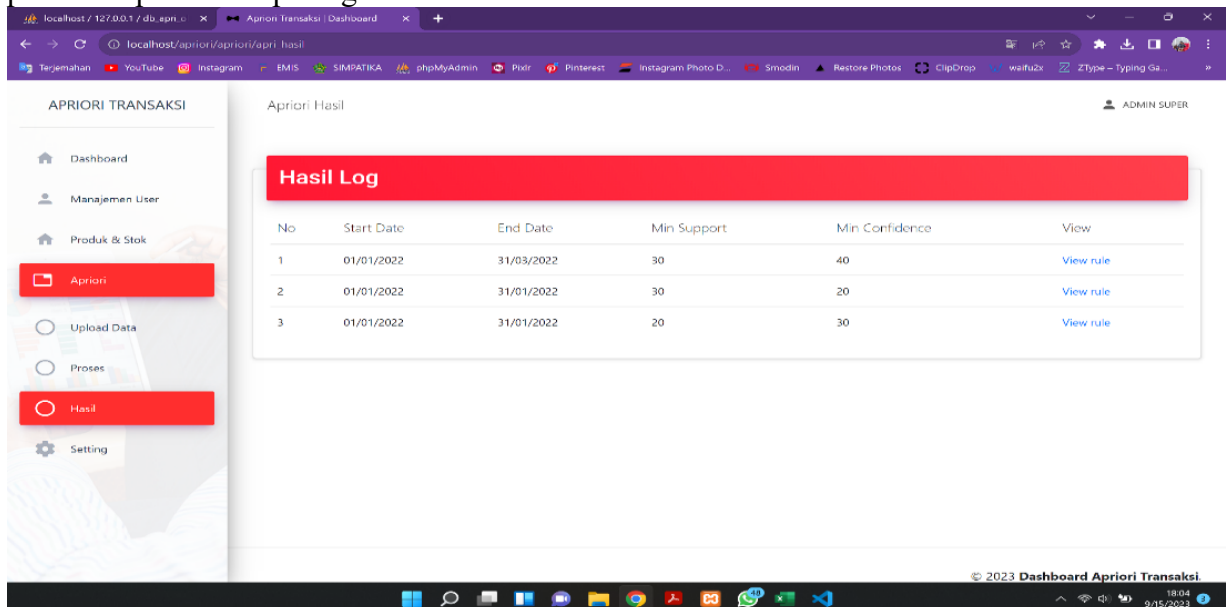 localhost / 127.0.0.1 / db_apri_o
Apriori Transaksi | Dashboard
localhost/apriori/apriori/apri_hasil
Terjemahan YouTube Instagram EMIS SIMPATIKA phpMyAdmin Pixlr Pinterest Instagram Photo D... Smodin Restore Photos ClipDrop waifu2x ZType – Typing Ga... »
APRIORI TRANSAKSI
Apriori Hasil
ADMIN SUPER
Dashboard
Manajemen User
Produk & Stok
Apriori
Upload Data
Proses
Hasil
Setting
Hasil Log
No Start Date End Date Min Support Min Confidence View
1 01/01/2022 31/03/2022 30 40 View rule
2 01/01/2022 31/01/2022 30 20 View rule
3 01/01/2022 31/01/2022 20 30 View rule
© 2023 Dashboard Apriori Transaksi.
18:04
9/15/2023